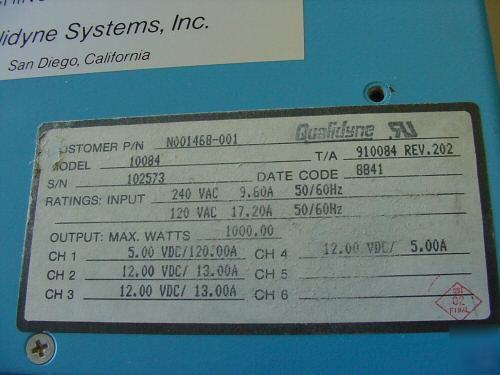 idyne Systems, Inc.
San Diego, California
CUSTOMER P/N N001468-001
Qualidyne
MODEL 10084 T/A 910084 REV.202
S/N 102573 DATE CODE 8841
RATINGS: INPUT 240 VAC 9.60A 50/60Hz
120 VAC 17.20A 50/60Hz
OUTPUT: MAX. WATTS 1000.00
CH 1 5.00 VDC/120.00A CH 4 12.00 VDC/ 5.00A
CH 2 12.00 VDC/ 13.00A CH 5
CH 3 12.00 VDC/ 13.00A CH 6
02
FINAL